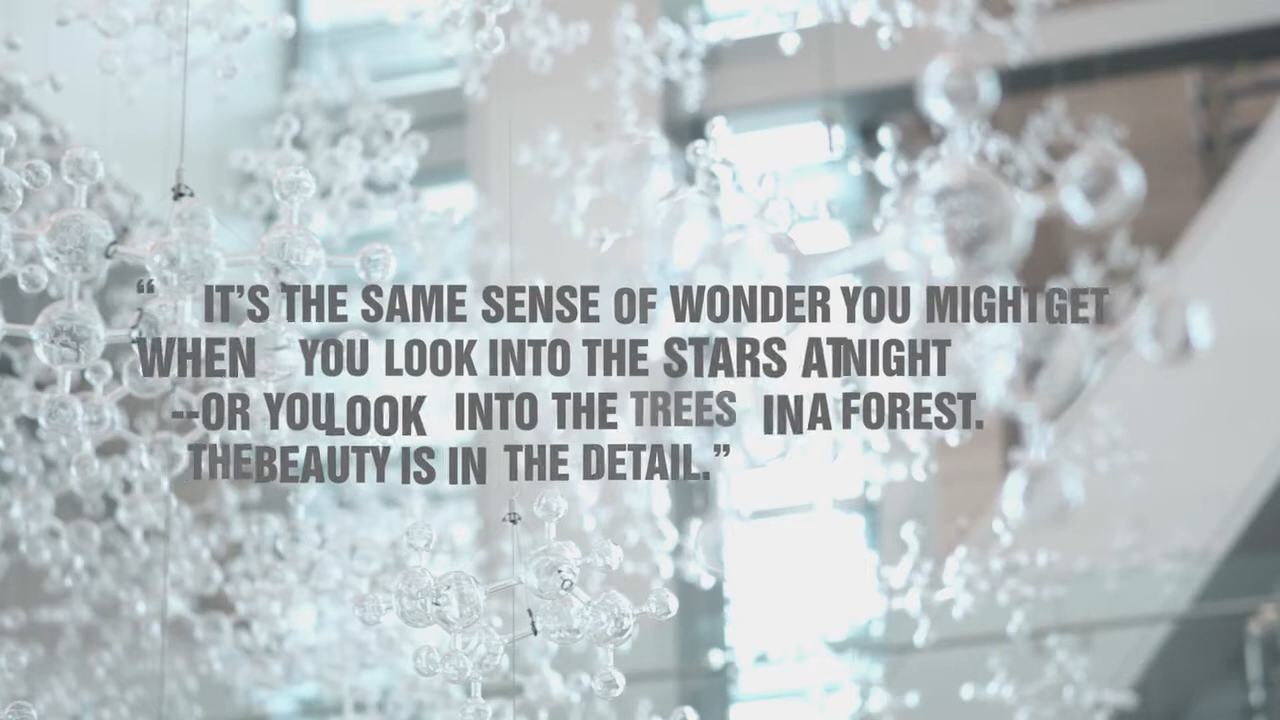 “ IT’S THE SAME SENSE OF WONDER YOU MIGHT GET
WHEN YOU LOOK INTO THE STARS AT NIGHT
--OR YOU LOOK INTO THE TREES IN A FOREST.
THE BEAUTY IS IN THE DETAIL.”